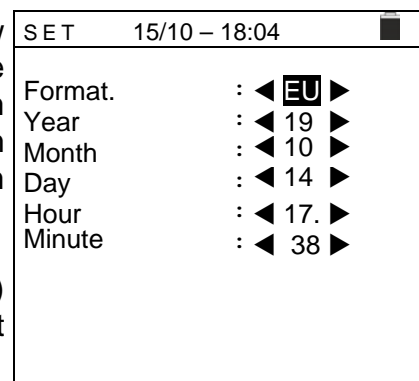 SET 15/10 – 18:04
Format. : ◀ EU ▶
Year : ◀ 19 ▶
Month : ◀ 10 ▶
Day : ◀ 14 ▶
Hour : ◀ 17. ▶
Minute : ◀ 38 ▶